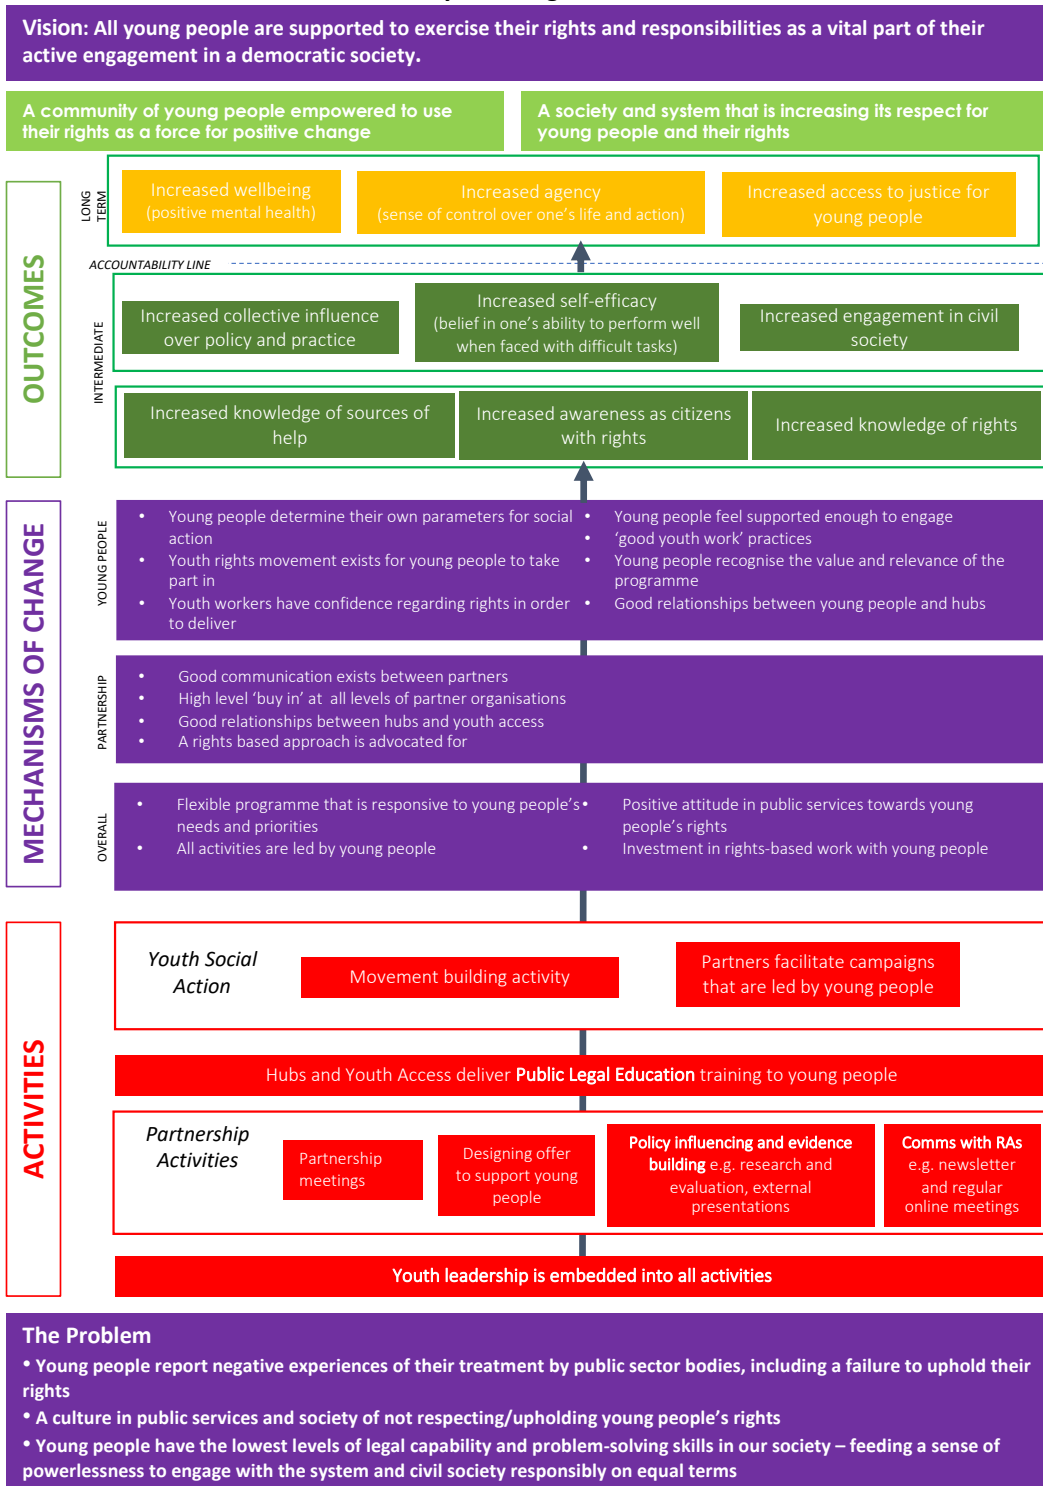 Vision: All young people are supported to exercise their rights and responsibilities as a vital part of their
active engagement in a democratic society.
A community of young people empowered to use
their rights as a force for positive change
A society and system that is increasing its respect for
young people and their rights
OUTCOMES
LONG
TERM
Increased wellbeing
(positive mental health)
Increased agency
(sense of control over one's life and action)
Increased access to justice for
young people
ACCOUNTABILITY LINE
INTERMEDIATE
Increased collective influence
over policy and practice
Increased self-efficacy
(belief in one's ability to perform well
when faced with difficult tasks)
Increased engagement in civil
society
Increased knowledge of sources of
help
Increased awareness as citizens
with rights
Increased knowledge of rights
MECHANISMS OF CHANGE
YOUNG PEOPLE
• Young people determine their own parameters for social
action
• Youth rights movement exists for young people to take
part in
• Youth workers have confidence regarding rights in order
to deliver
• Young people feel supported enough to engage
• 'good youth work' practices
• Young people recognise the value and relevance of the
programme
• Good relationships between young people and hubs
PARTNERSHIP
• Good communication exists between partners
• High level 'buy in' at all levels of partner organisations
• Good relationships between hubs and youth access
• A rights based approach is advocated for
OVERALL
• Flexible programme that is responsive to young people's
needs and priorities
• All activities are led by young people
• Positive attitude in public services towards young
people's rights
• Investment in rights-based work with young people
ACTIVITIES
Youth Social
Action
Movement building activity
Partners facilitate campaigns
that are led by young people
Hubs and Youth Access deliver Public Legal Education training to young people
Partnership
Activities
Partnership
meetings
Designing offer
to support young
people
Policy influencing and evidence
building e.g. research and
evaluation, external
presentations
Comms with RAs
e.g. newsletter
and regular
online meetings
Youth leadership is embedded into all activities
The Problem
• Young people report negative experiences of their treatment by public sector bodies, including a failure to uphold their
rights
• A culture in public services and society of not respecting/upholding young people's rights
• Young people have the lowest levels of legal capability and problem-solving skills in our society – feeding a sense of
powerlessness to engage with the system and civil society responsibly on equal terms